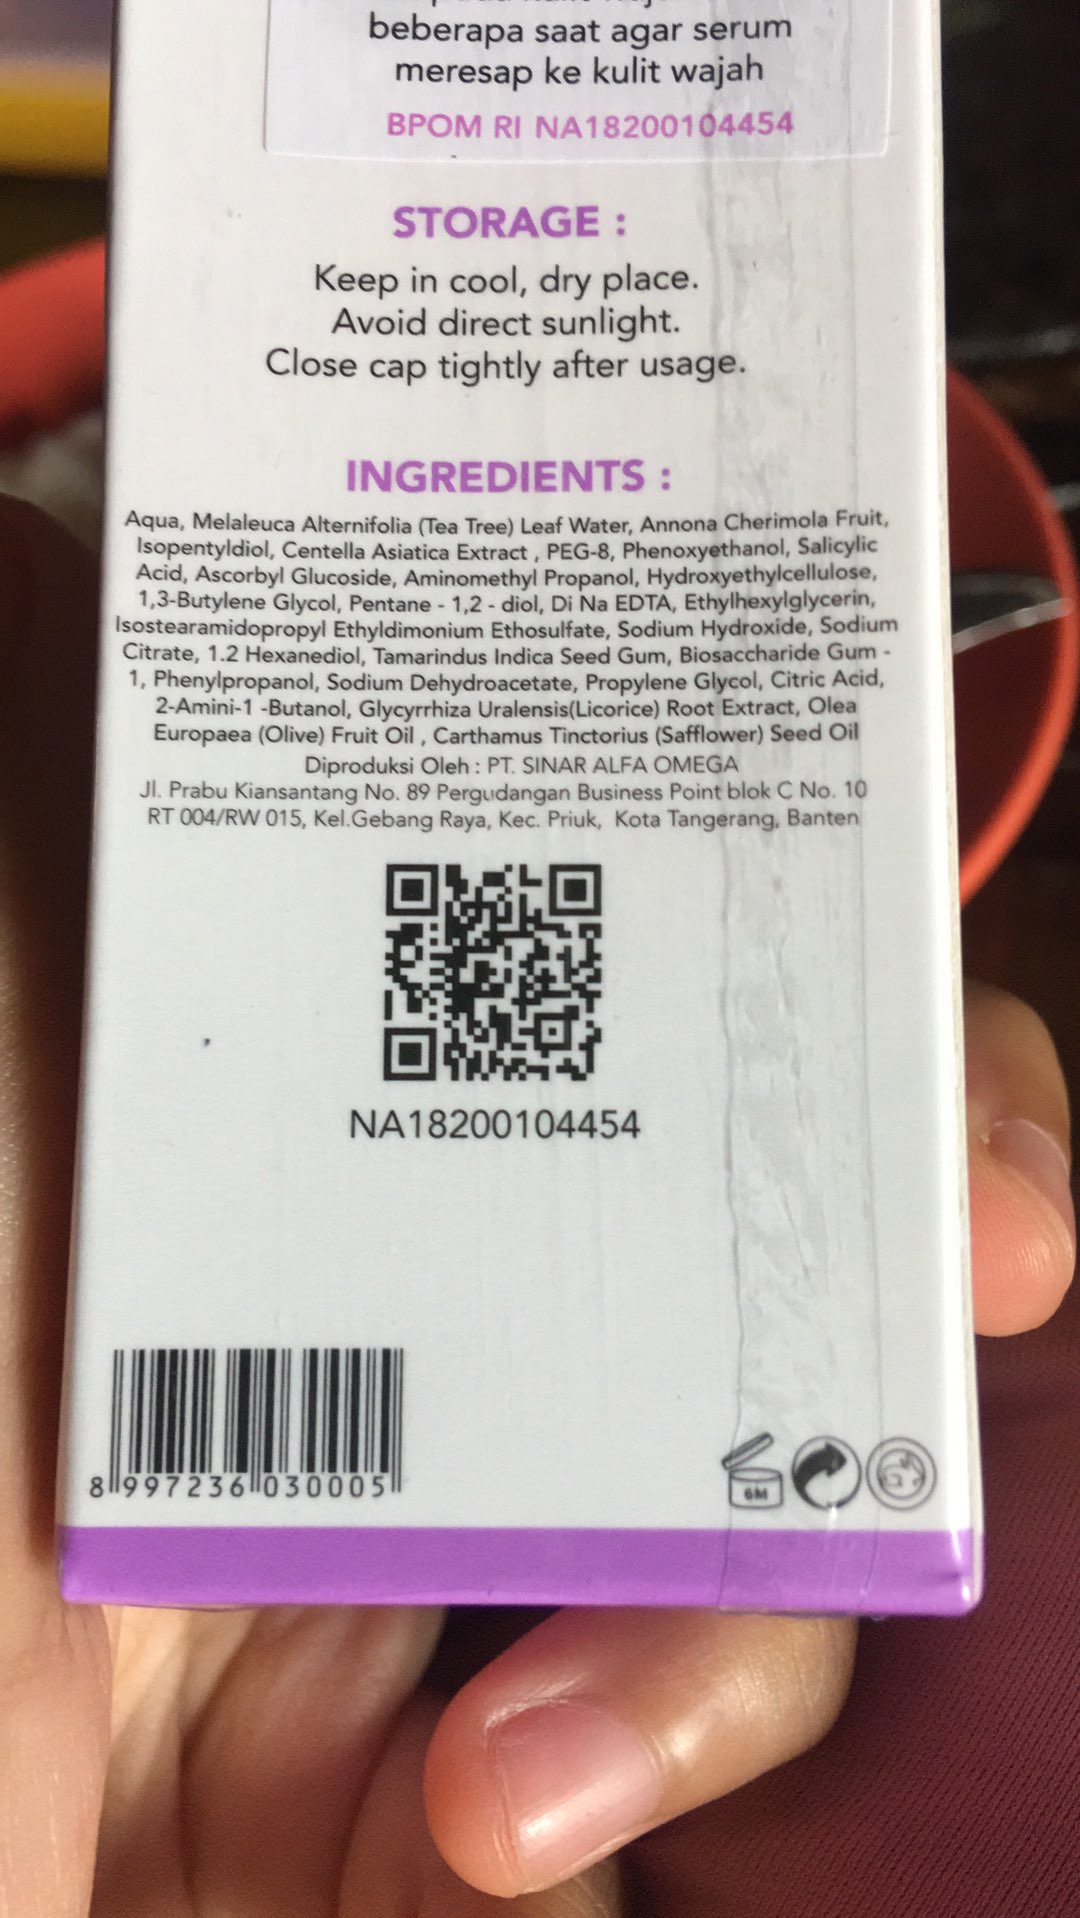 beberapa saat agar serum
meresap ke kulit wajah
BPOM RI NA18200104454
STORAGE :
Keep in cool, dry place.
Avoid direct sunlight.
Close cap tightly after usage.
INGREDIENTS :
Aqua, Melaleuca Alternifolia (Tea Tree) Leaf Water, Annona Cherimola Fruit,
Isopentyldiol, Centella Asiatica Extract , PEG-8, Phenoxyethanol, Salicylic
Acid, Ascorbyl Glucoside, Aminomethyl Propanol, Hydroxyethylcellulose,
1,3-Butylene Glycol, Pentane - 1,2 - diol, Di Na EDTA, Ethylhexylglycerin,
Isostearamidopropyl Ethyldimonium Ethosulfate, Sodium Hydroxide, Sodium
Citrate, 1.2 Hexanediol, Tamarindus Indica Seed Gum, Biosaccharide Gum -
1, Phenylpropanol, Sodium Dehydroacetate, Propylene Glycol, Citric Acid,
2-Amini-1 -Butanol, Glycyrrhiza Uralensis(Licorice) Root Extract, Olea
Europaea (Olive) Fruit Oil , Carthamus Tinctorius (Safflower) Seed Oil
Diproduksi Oleh : PT. SINAR ALFA OMEGA
Jl. Prabu Kiansantang No. 89 Pergudangan Business Point blok C No. 10
RT 004/RW 015, Kel.Gebang Raya, Kec. Priuk, Kota Tangerang, Banten
NA18200104454
8 997236 030005
6M